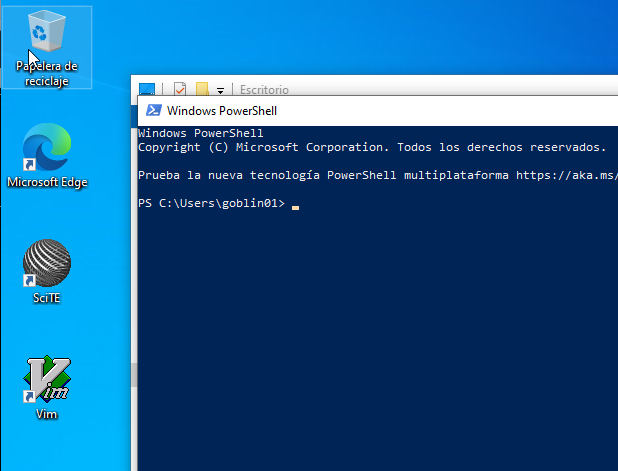 Papelera de
reciclaje
Microsoft Edge
SciTE
Vim
Escritorio
Windows PowerShell
Windows PowerShell
Copyright (C) Microsoft Corporation. Todos los derechos reservados.
Prueba la nueva tecnología PowerShell multiplataforma https://aka.ms/
PS C:\Users\goblin01>